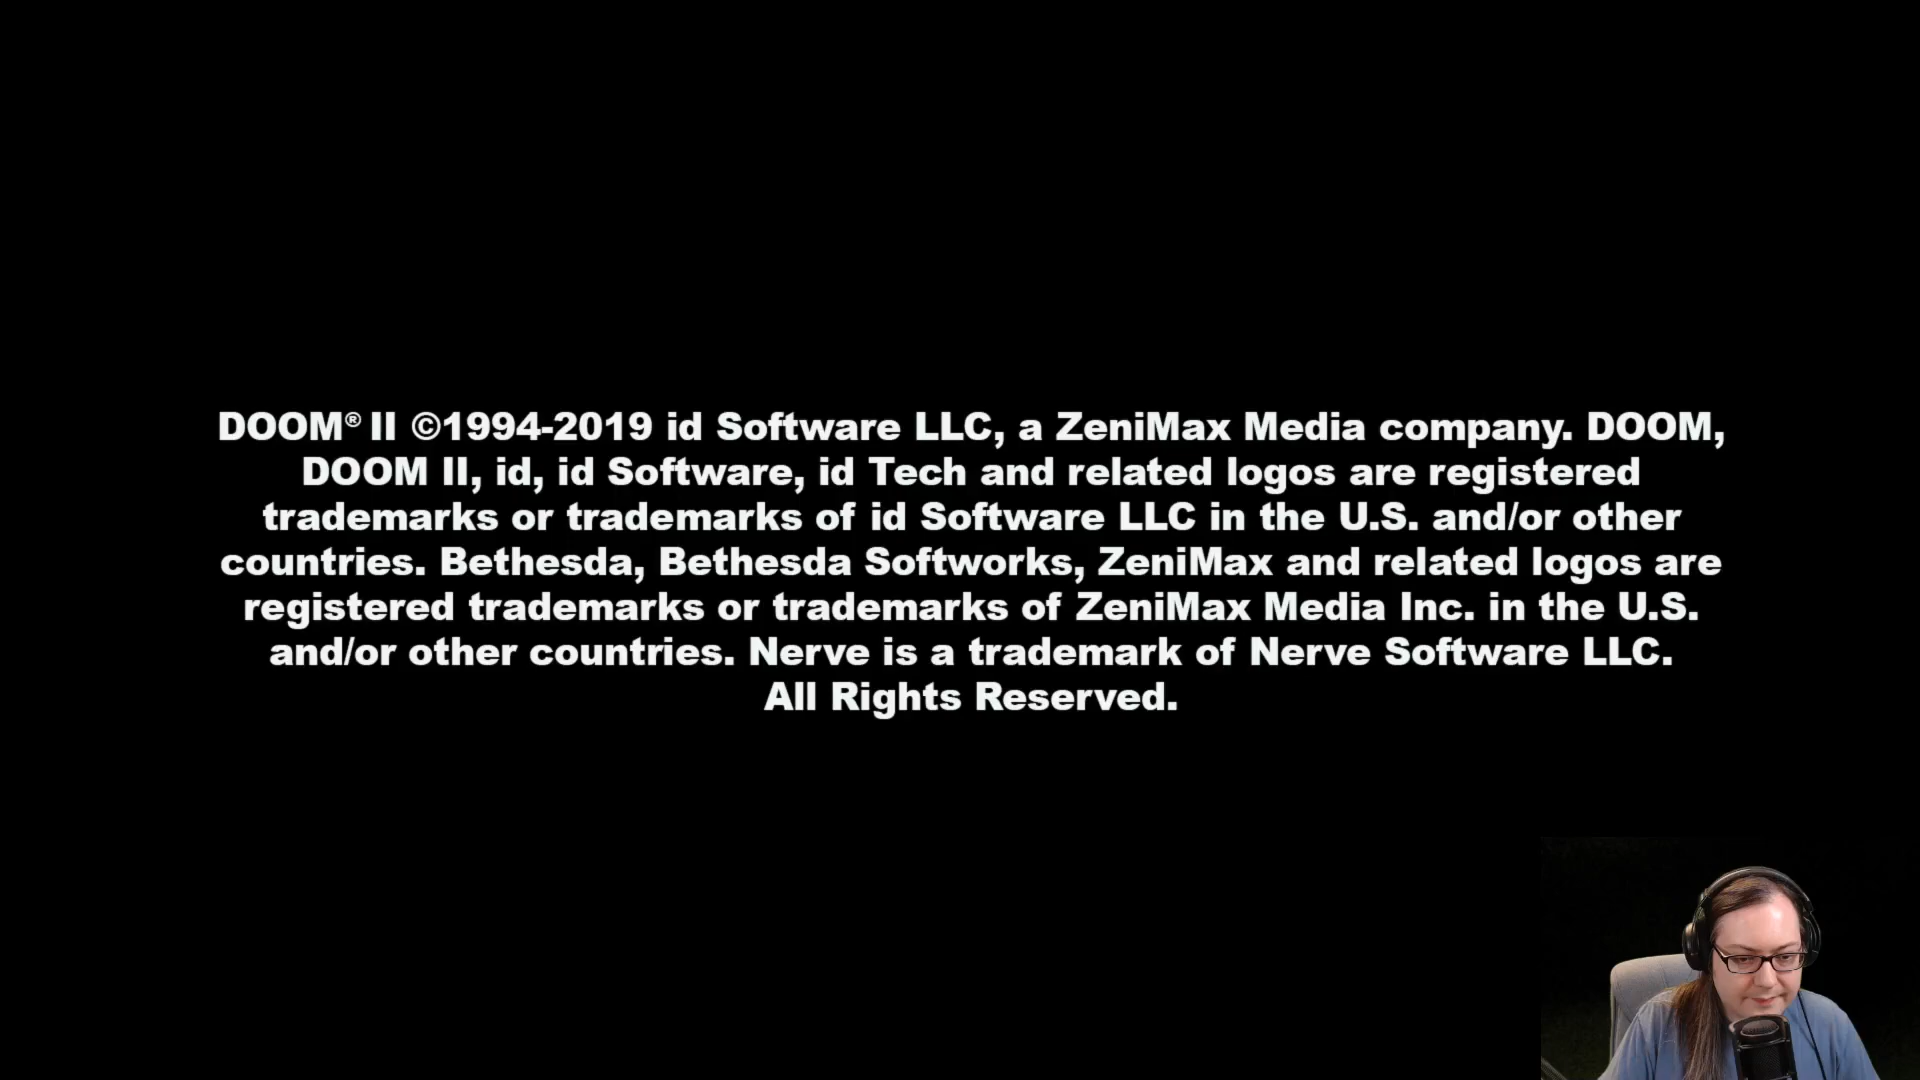 DOOM® II ©1994-2019 id Software LLC, a ZeniMax Media company. DOOM,
DOOM II, id, id Software, id Tech and related logos are registered
trademarks or trademarks of id Software LLC in the U.S. and/or other
countries. Bethesda, Bethesda Softworks, ZeniMax and related logos are
registered trademarks or trademarks of ZeniMax Media Inc. in the U.S.
and/or other countries. Nerve is a trademark of Nerve Software LLC.
All Rights Reserved.